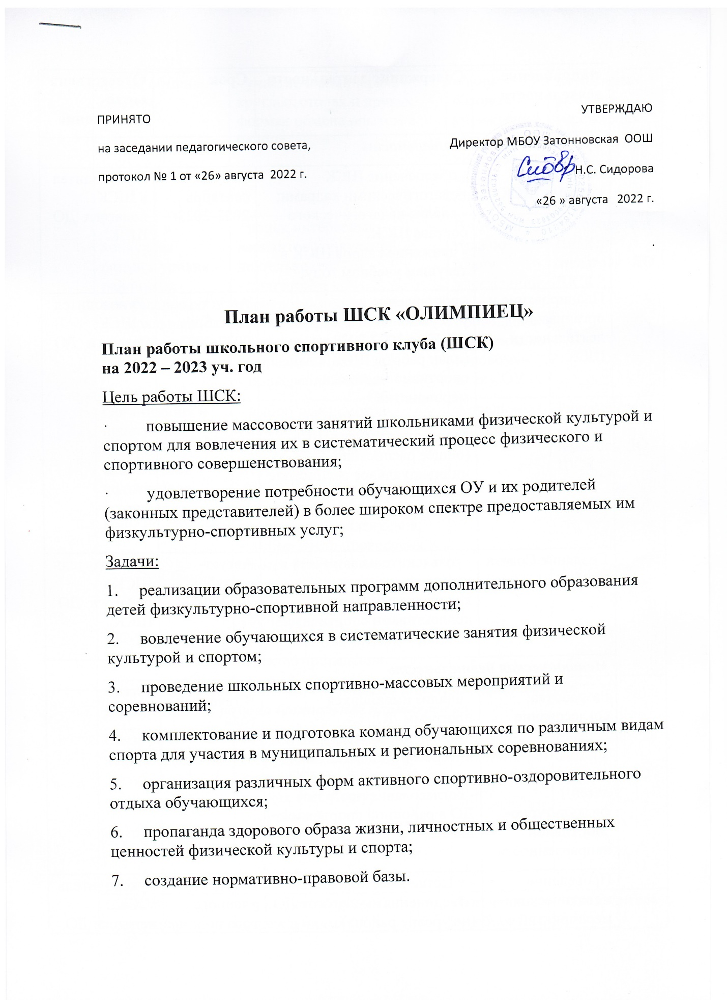 ПРИНЯТО
на заседании педагогического совета,
протокол № 1 от «26» августа 2022 г.
УТВЕРЖДАЮ
Директор МБОУ Затонновская ООШ
Н.С. Сидорова
«26 » августа 2022 г.
.
План работы ШСК «ОЛИМПИЕЦ»
План работы школьного спортивного клуба (ШСК)
на 2022 – 2023 уч. год
Цель работы ШСК:
· повышение массовости занятий школьниками физической культурой и
спортом для вовлечения их в систематический процесс физического и
спортивного совершенствования;
· удовлетворение потребности обучающихся ОУ и их родителей
(законных представителей) в более широком спектре предоставляемых им
физкультурно-спортивных услуг;
Задачи:
1. реализации образовательных программ дополнительного образования
детей физкультурно-спортивной направленности;
2. вовлечение обучающихся в систематические занятия физической
культурой и спортом;
3. проведение школьных спортивно-массовых мероприятий и
соревнований;
4. комплектование и подготовка команд обучающихся по различным видам
спорта для участия в муниципальных и региональных соревнованиях;
5. организация различных форм активного спортивно-оздоровительного
отдыха обучающихся;
6. пропаганда здорового образа жизни, личностных и общественных
ценностей физической культуры и спорта;
7. создание нормативно-правовой базы.